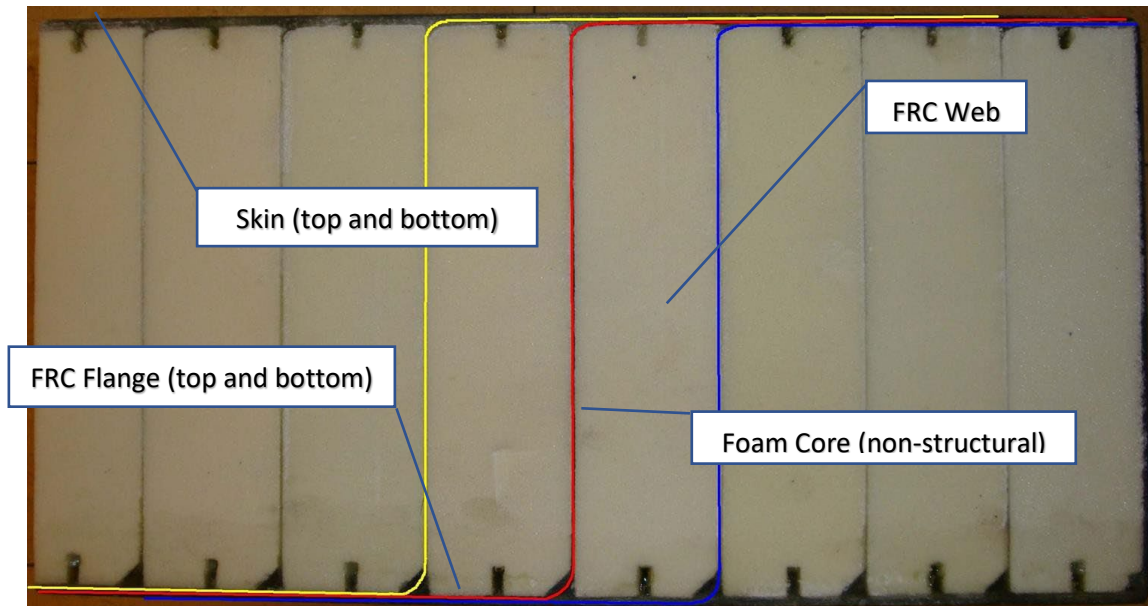 FRC Web
Skin (top and bottom)
FRC Flange (top and bottom)
Foam Core (non-structural)